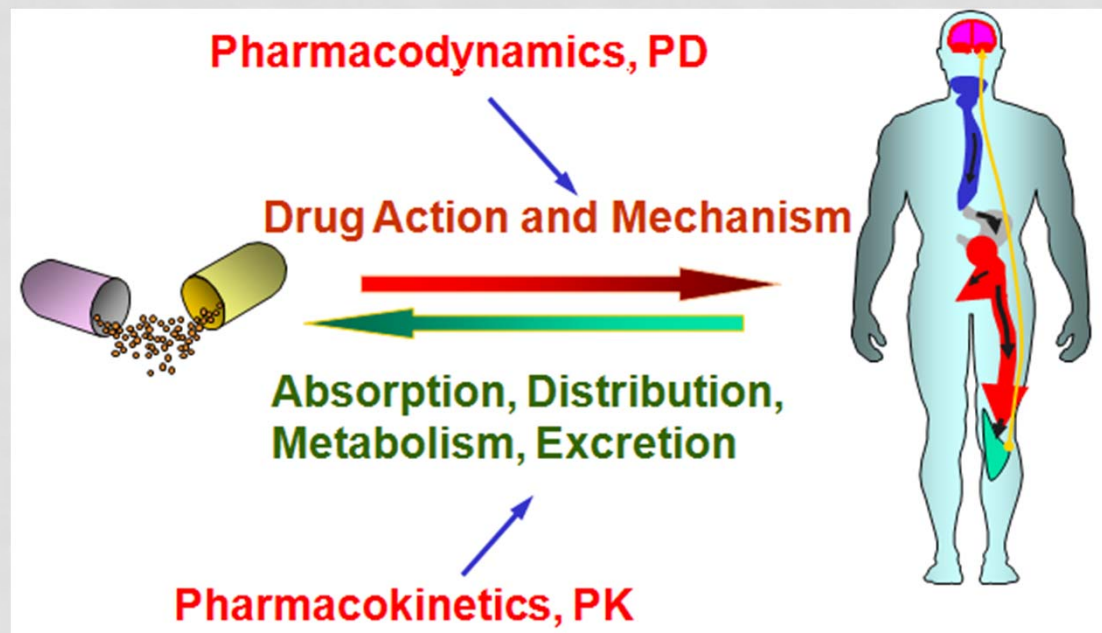 Pharmacodynamics, PD
Drug Action and Mechanism
Absorption, Distribution,
Metabolism, Excretion
Pharmacokinetics, PK